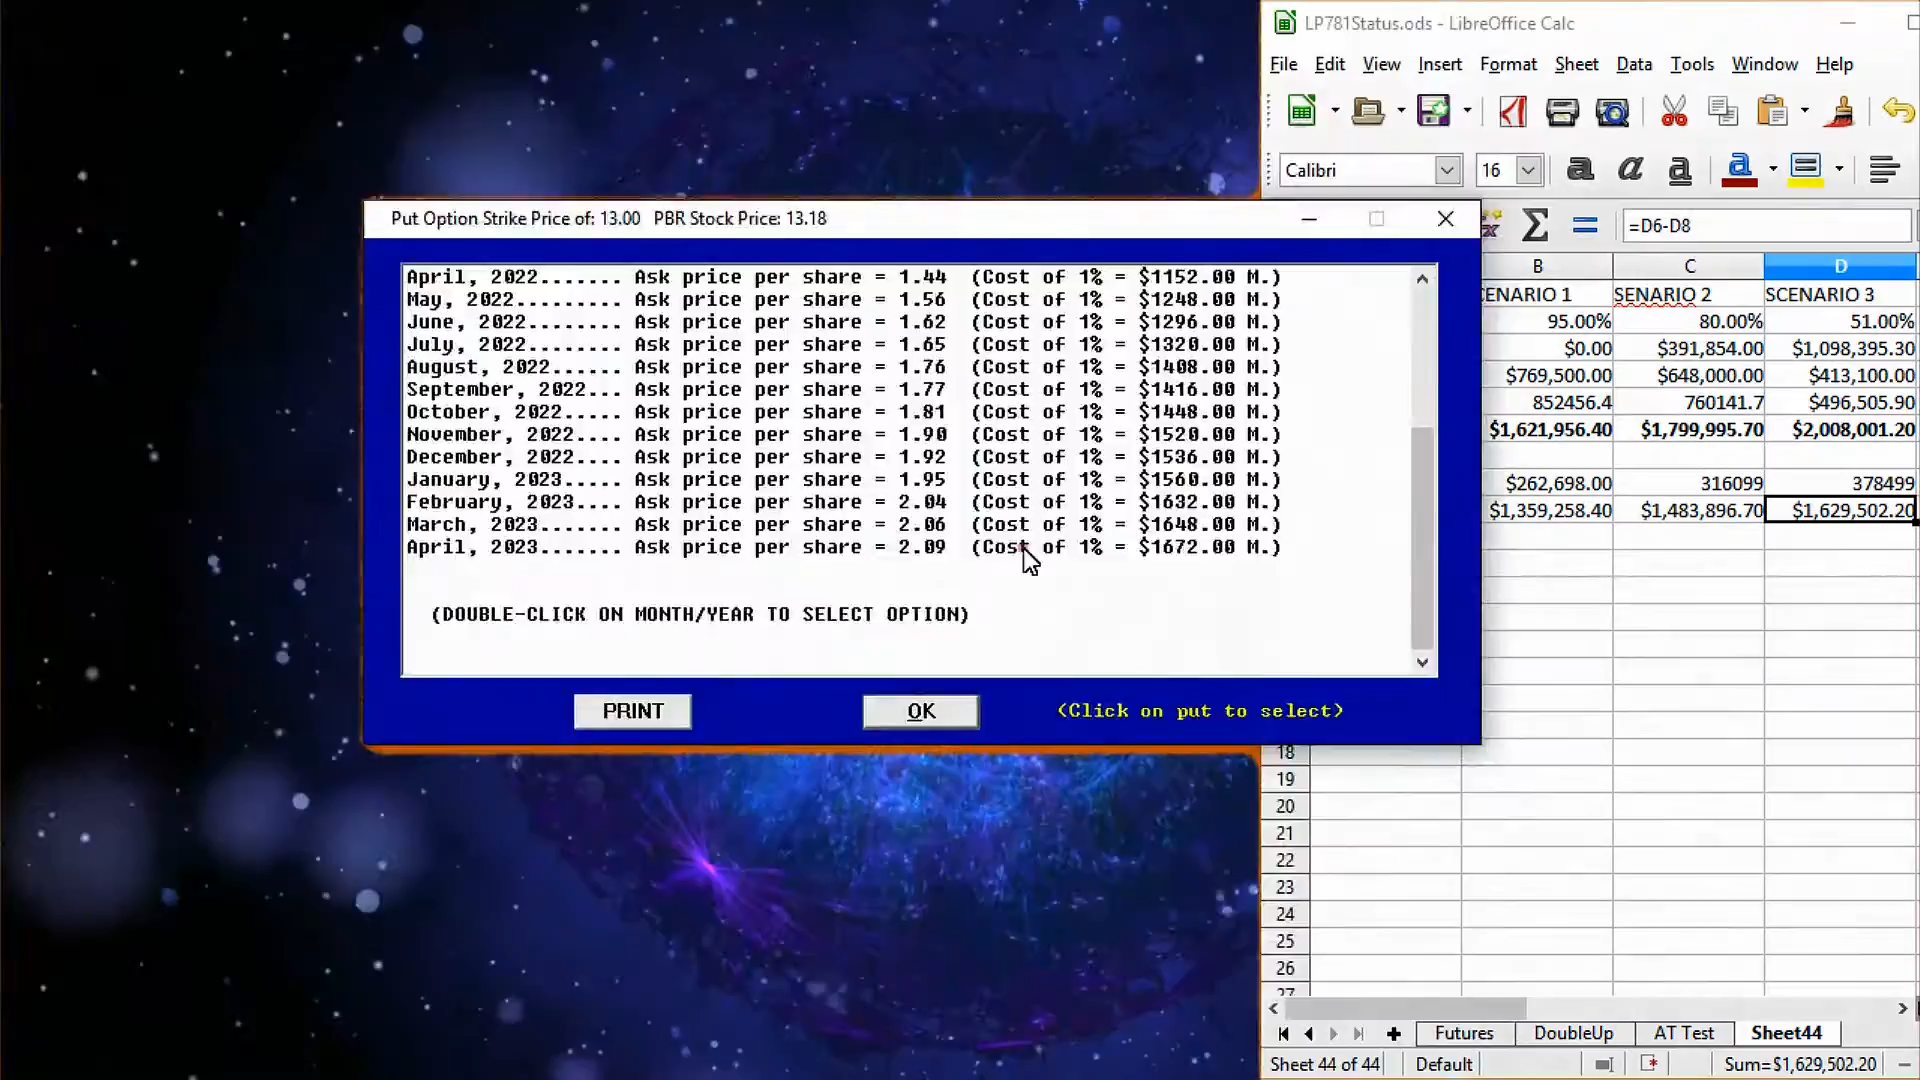 LP781Status.ods - LibreOffice Calc
File Edit View Insert Format Sheet Data Tools Window Help
Calibri 16 a a a a
Σ = =D6-D8
Put Option Strike Price of: 13.00 PBR Stock Price: 13.18
April, 2022....... Ask price per share = 1.44 (Cost of 1% = $1152.00 M.)
May, 2022......... Ask price per share = 1.56 (Cost of 1% = $1248.00 M.)
June, 2022........ Ask price per share = 1.62 (Cost of 1% = $1296.00 M.)
July, 2022........ Ask price per share = 1.65 (Cost of 1% = $1320.00 M.)
August, 2022...... Ask price per share = 1.76 (Cost of 1% = $1408.00 M.)
September, 2022... Ask price per share = 1.77 (Cost of 1% = $1416.00 M.)
October, 2022..... Ask price per share = 1.81 (Cost of 1% = $1448.00 M.)
November, 2022.... Ask price per share = 1.90 (Cost of 1% = $1520.00 M.)
December, 2022.... Ask price per share = 1.92 (Cost of 1% = $1536.00 M.)
January, 2023..... Ask price per share = 1.95 (Cost of 1% = $1560.00 M.)
February, 2023.... Ask price per share = 2.04 (Cost of 1% = $1632.00 M.)
March, 2023....... Ask price per share = 2.06 (Cost of 1% = $1648.00 M.)
April, 2023....... Ask price per share = 2.09 (Cost of 1% = $1672.00 M.)
(DOUBLE-CLICK ON MONTH/YEAR TO SELECT OPTION)
PRINT OK (Click on put to select)
B C D
CENARIO 1 SENARIO 2 SCENARIO 3
95.00% 80.00% 51.00%
$0.00 $391,854.00 $1,098,395.30
$769,500.00 $648,000.00 $413,100.00
852456.4 760141.7 $496,505.90
$1,621,956.40 $1,799,995.70 $2,008,001.20
$262,698.00 316099 378499
$1,359,258.40 $1,483,896.70 $1,629,502.20
18
19
20
21
22
23
24
25
26
27
Futures DoubleUp AT Test Sheet44
Sheet 44 of 44 Default Sum=$1,629,502.20